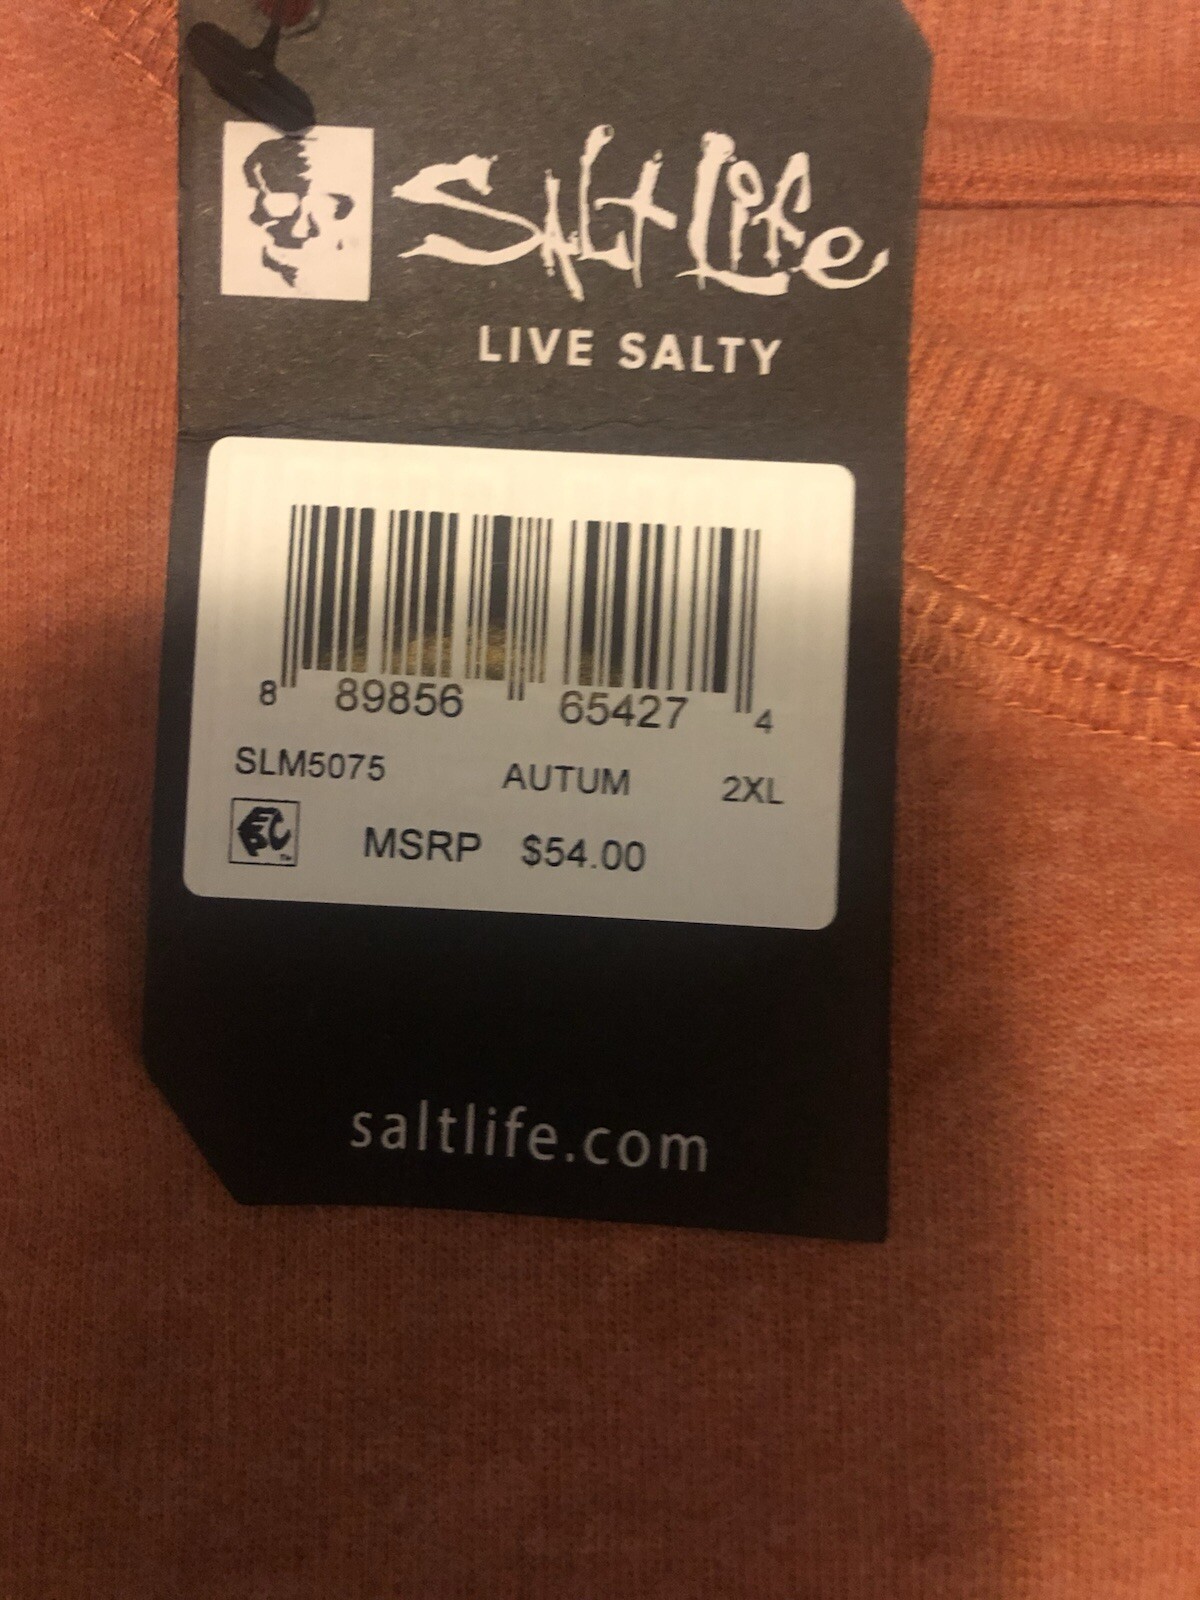 Salt Life
LIVE SALTY
8 89856 65427 4
SLM5075 AUTUM 2XL
MSRP $54.00
saltlife.com